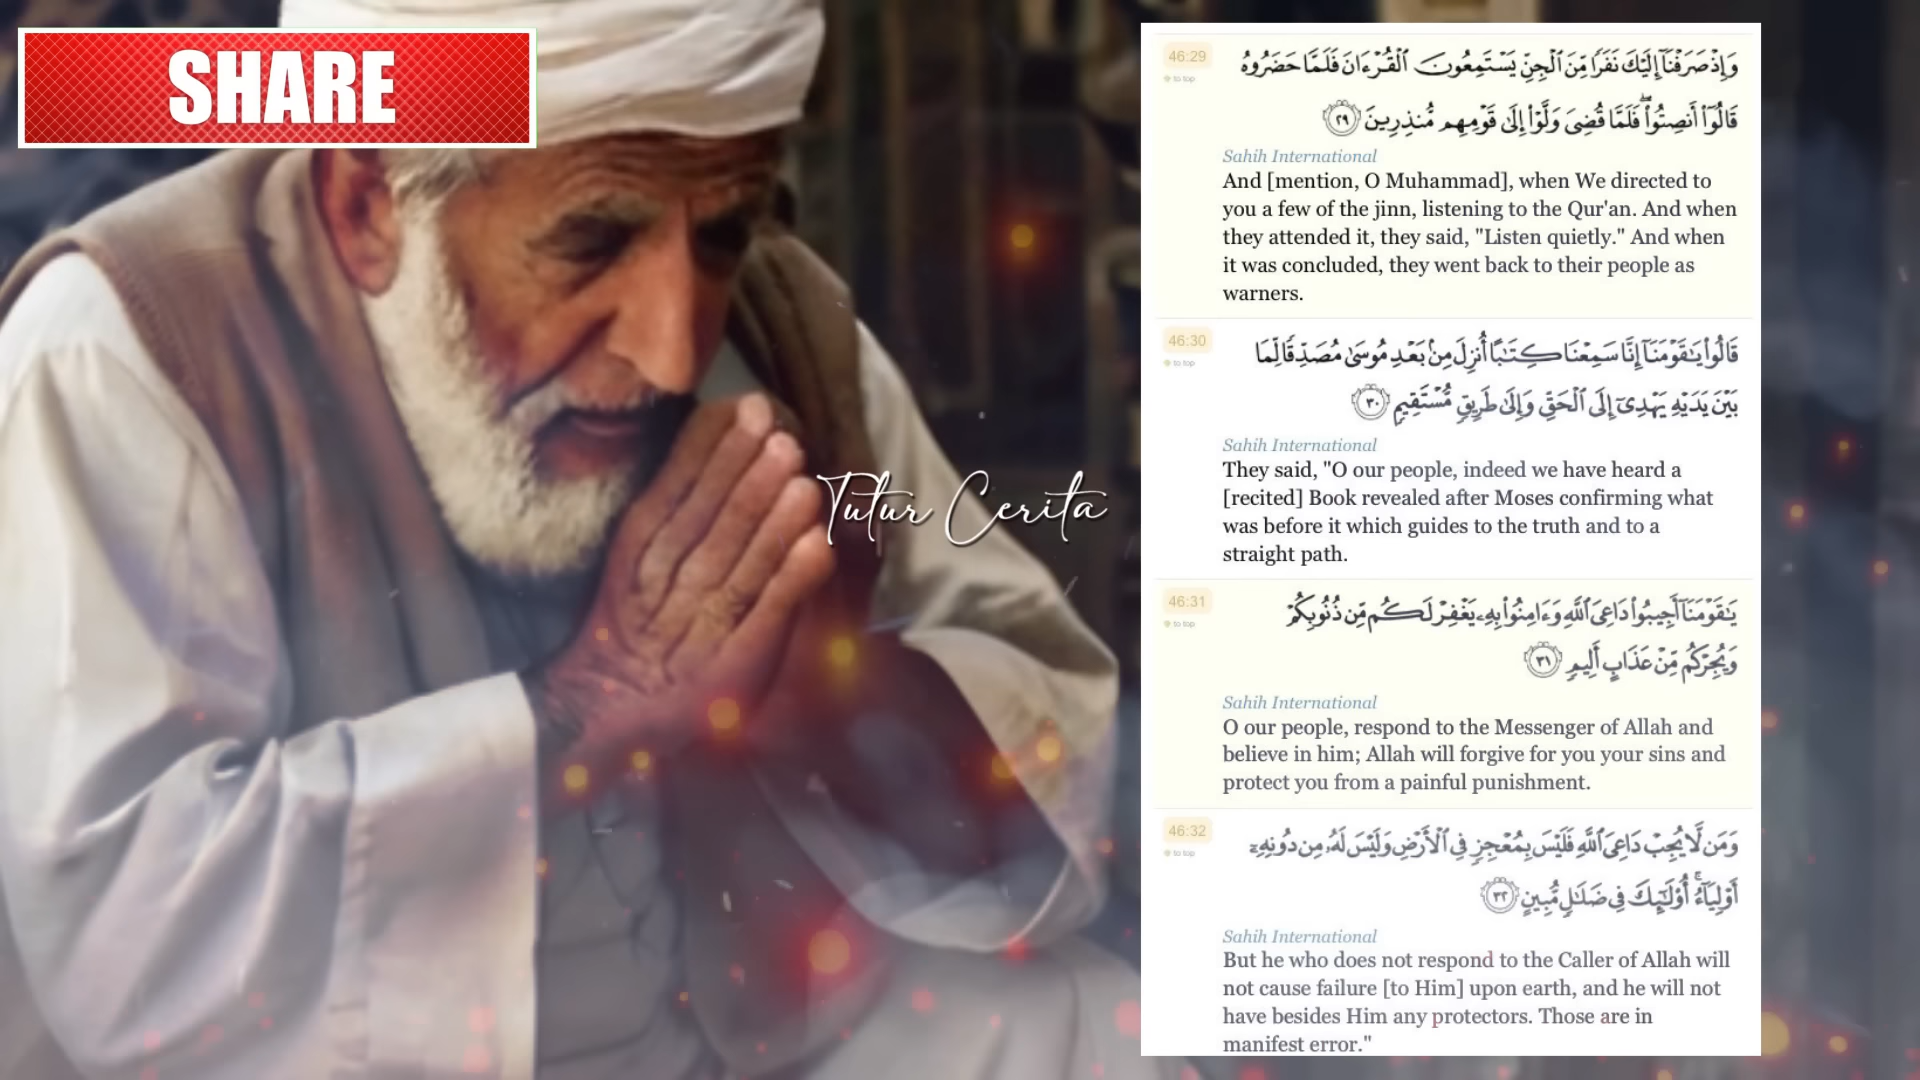 SHARE
Tutur Cerita
46:29
to top
وَإِذْ صَرَفْنَآ إِلَيْكَ نَفَرًا مِّنَ ٱلْجِنِّ يَسْتَمِعُونَ ٱلْقُرْءَانَ فَلَمَّا حَضَرُوهُ
قَالُوٓا۟ أَنصِتُوا۟ ۖ فَلَمَّا قُضِىَ وَلَّوْا۟ إِلَىٰ قَوْمِهِم مُّنذِرِينَ ٢٩
Sahih International
And [mention, O Muhammad], when We directed to
you a few of the jinn, listening to the Qur'an. And when
they attended it, they said, "Listen quietly." And when
it was concluded, they went back to their people as
warners.
46:30
to top
قَالُوا۟ يَٰقَوْمَنَآ إِنَّا سَمِعْنَا كِتَٰبًا أُنزِلَ مِنۢ بَعْدِ مُوسَىٰ مُصَدِّقًا لِّمَا
بَيْنَ يَدَيْهِ يَهْدِىٓ إِلَى ٱلْحَقِّ وَإِلَىٰ طَرِيقٍ مُّسْتَقِيمٍ ٣٠
Sahih International
They said, "O our people, indeed we have heard a
[recited] Book revealed after Moses confirming what
was before it which guides to the truth and to a
straight path.
46:31
to top
يَٰقَوْمَنَآ أَجِيبُوا۟ دَاعِىَ ٱللَّهِ وَءَامِنُوا۟ بِهِۦ يَغْفِرْ لَكُم مِّن ذُنُوبِكُمْ
وَيُجِرْكُم مِّنْ عَذَابٍ أَلِيمٍ ٣١
Sahih International
O our people, respond to the Messenger of Allah and
believe in him; Allah will forgive for you your sins and
protect you from a painful punishment.
46:32
to top
وَمَن لَّا يُجِبْ دَاعِىَ ٱللَّهِ فَلَيْسَ بِمُعْجِزٍ فِى ٱلْأَرْضِ وَلَيْسَ لَهُۥ مِن دُونِهِۦٓ
أَوْلِيَآءُ ۚ أُو۟لَٰٓئِكَ فِى ضَلَٰلٍ مُّبِينٍ ٣٢
Sahih International
But he who does not respond to the Caller of Allah will
not cause failure [to Him] upon earth, and he will not
have besides Him any protectors. Those are in
manifest error."